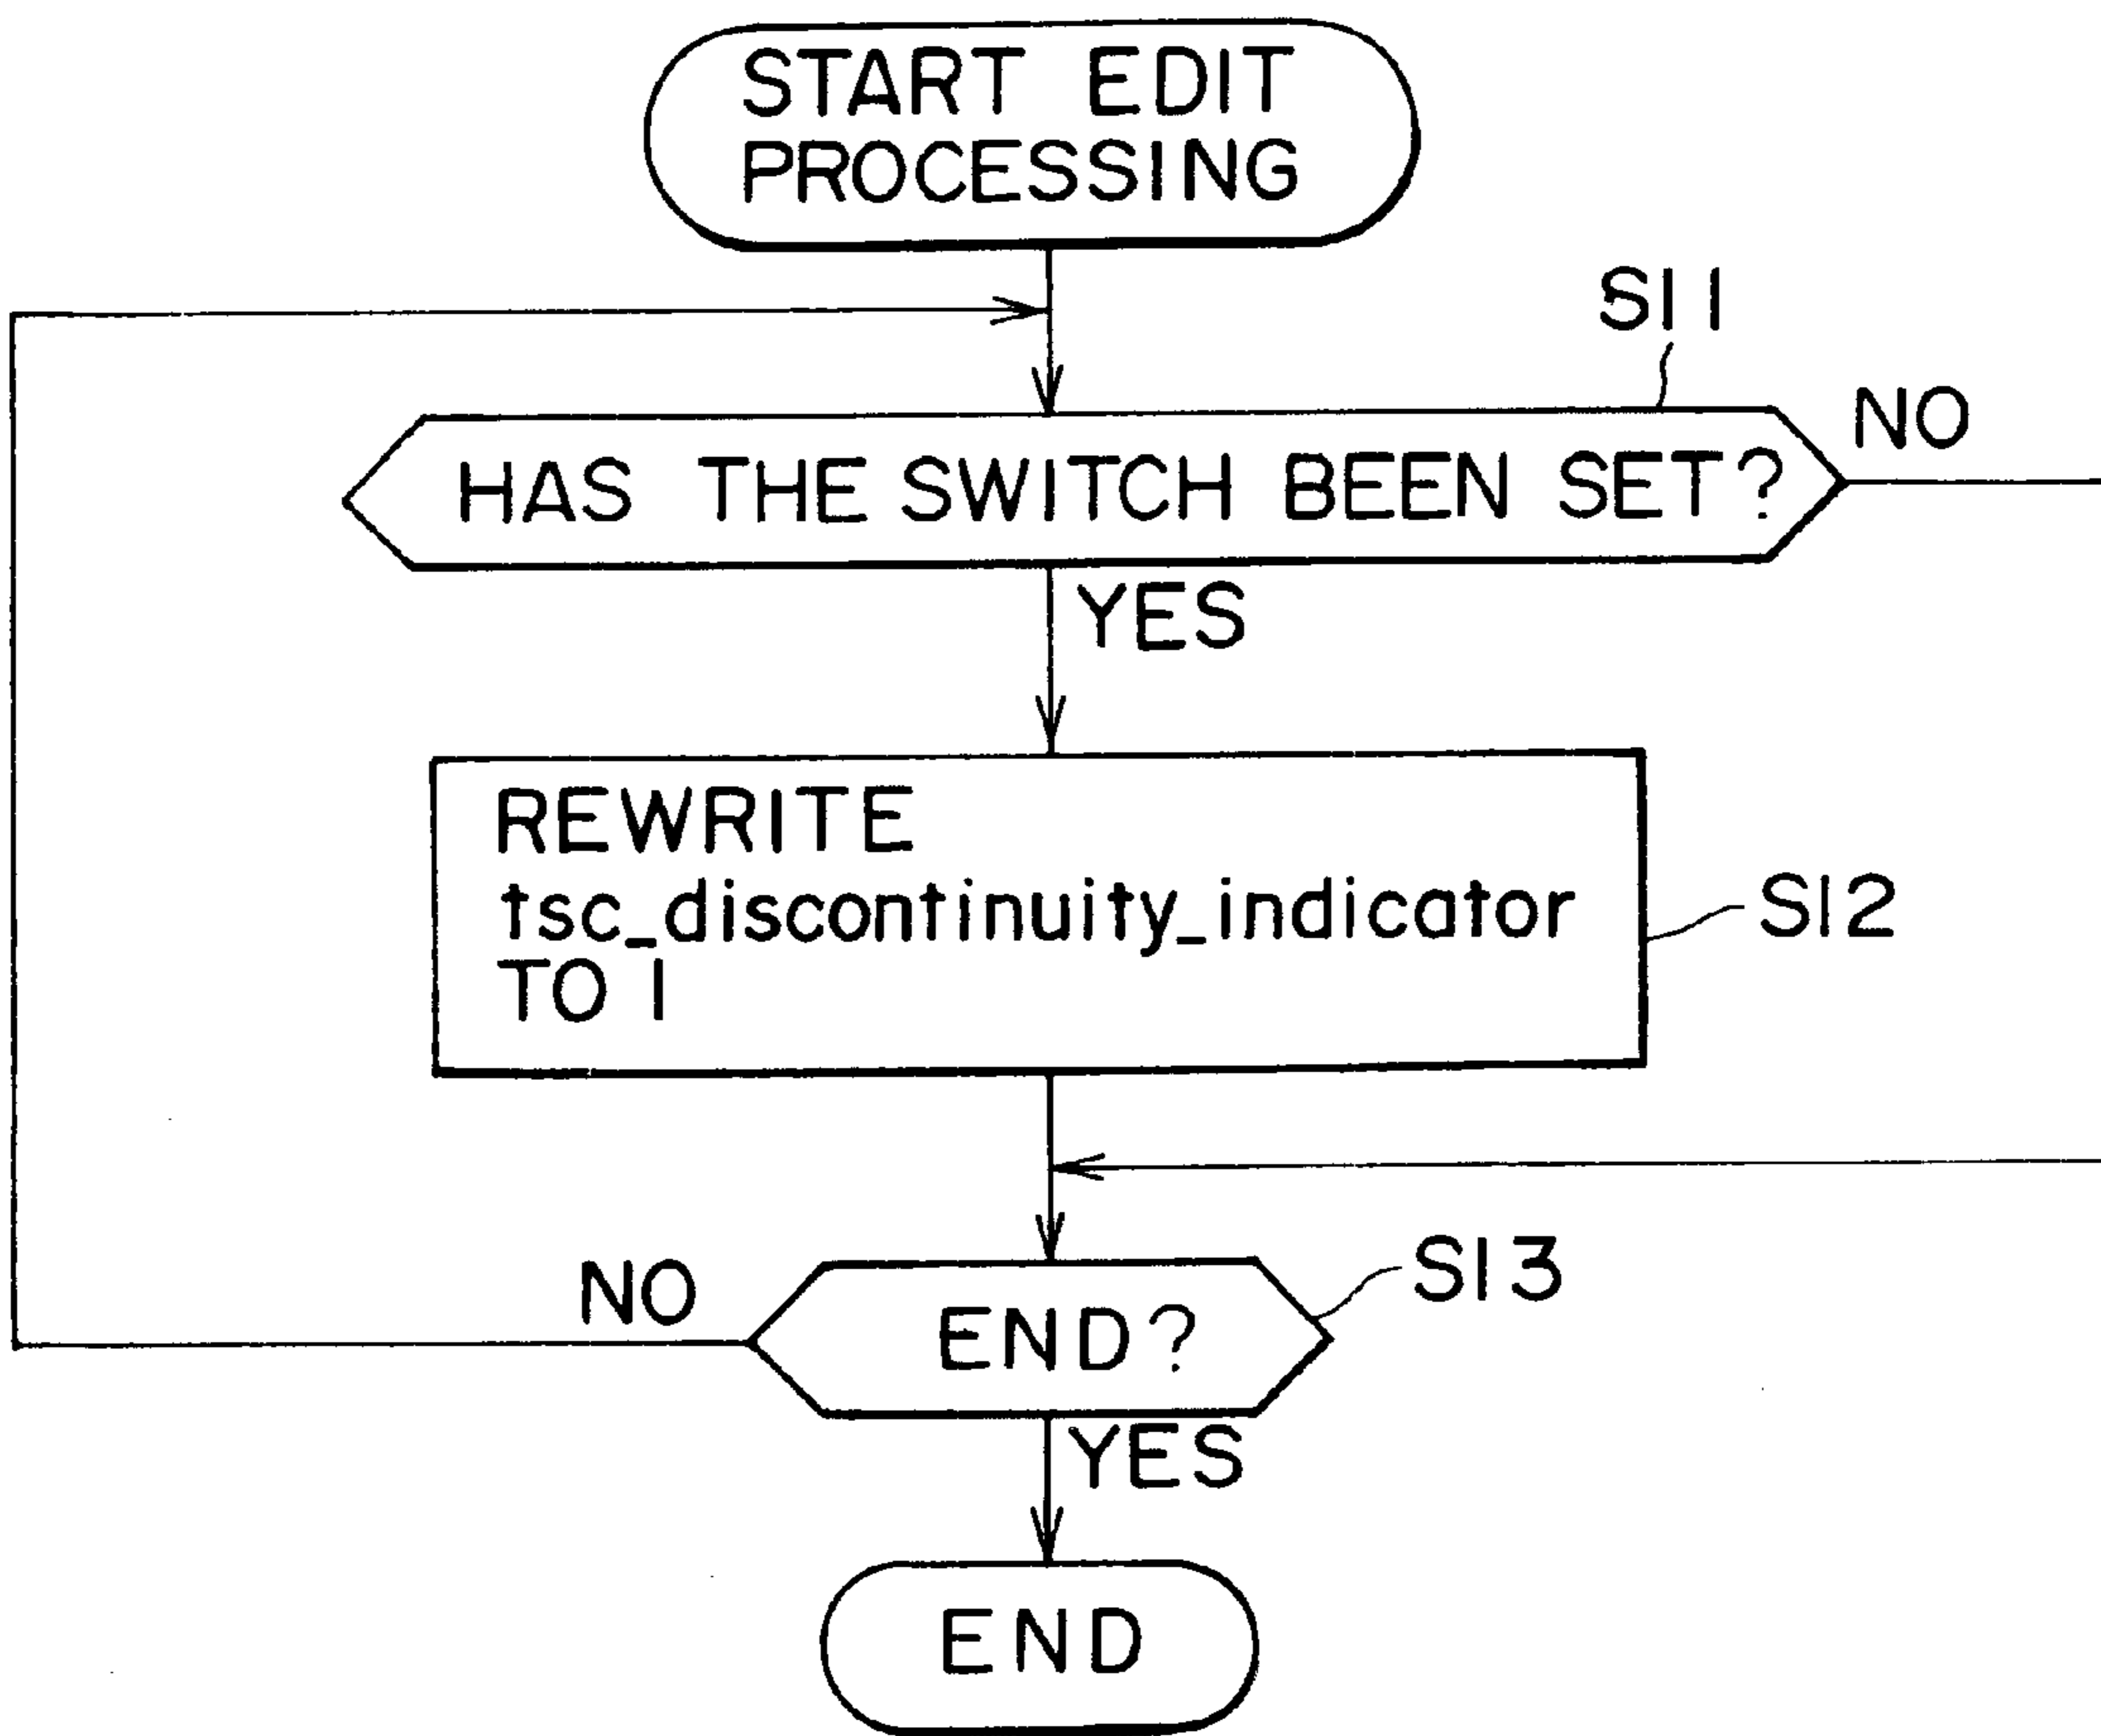 START EDIT
PROCESSING
S11
NO
HAS THE SWITCH BEEN SET?
YES
REWRITE
tsc_discontinuity_indicator
TO 1
S12
NO
S13
END?
YES
END